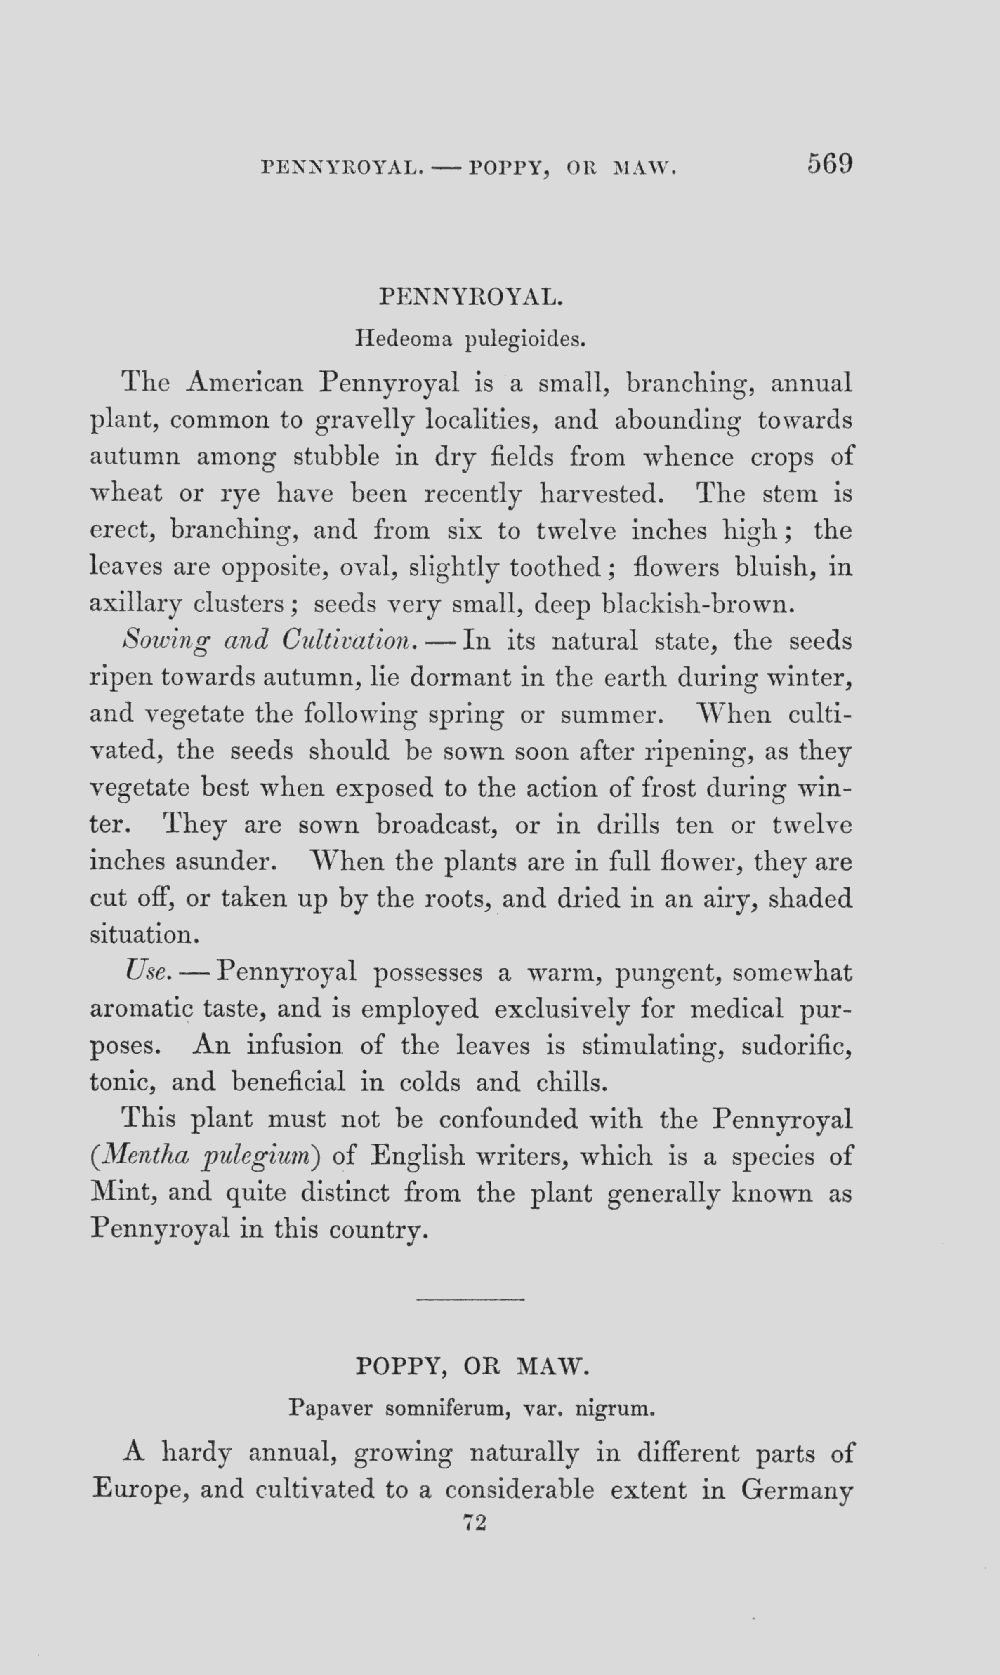 PENNYROYAL. — POPPY, OR MAW. 569
PENNYROYAL.
Hedeoma pulegioides.
The American Pennyroyal is a small, branching, annual
plant, common to gravelly localities, and abounding towards
autumn among stubble in dry fields from whence crops of
wheat or rye have been recently harvested. The stem is
erect, branching, and from six to twelve inches high; the
leaves are opposite, oval, slightly toothed; flowers bluish, in
axillary clusters; seeds very small, deep blackish-brown.
Sowing and Cultivation. — In its natural state, the seeds
ripen towards autumn, lie dormant in the earth during winter,
and vegetate the following spring or summer. When culti-
vated, the seeds should be sown soon after ripening, as they
vegetate best when exposed to the action of frost during win-
ter. They are sown broadcast, or in drills ten or twelve
inches asunder. When the plants are in full flower, they are
cut off, or taken up by the roots, and dried in an airy, shaded
situation.
Use. — Pennyroyal possesses a warm, pungent, somewhat
aromatic taste, and is employed exclusively for medical pur-
poses. An infusion of the leaves is stimulating, sudorific,
tonic, and beneficial in colds and chills.
This plant must not be confounded with the Pennyroyal
(Mentha pulegium) of English writers, which is a species of
Mint, and quite distinct from the plant generally known as
Pennyroyal in this country.
POPPY, OR MAW.
Papaver somniferum, var. nigrum.
A hardy annual, growing naturally in different parts of
Europe, and cultivated to a considerable extent in Germany
72